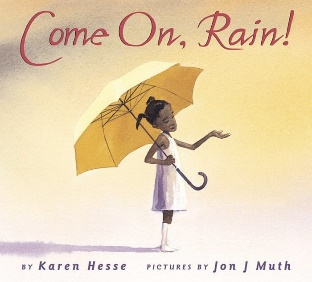 Come On, Rain!
BY Karen Hesse PICTURES BY Jon J Muth